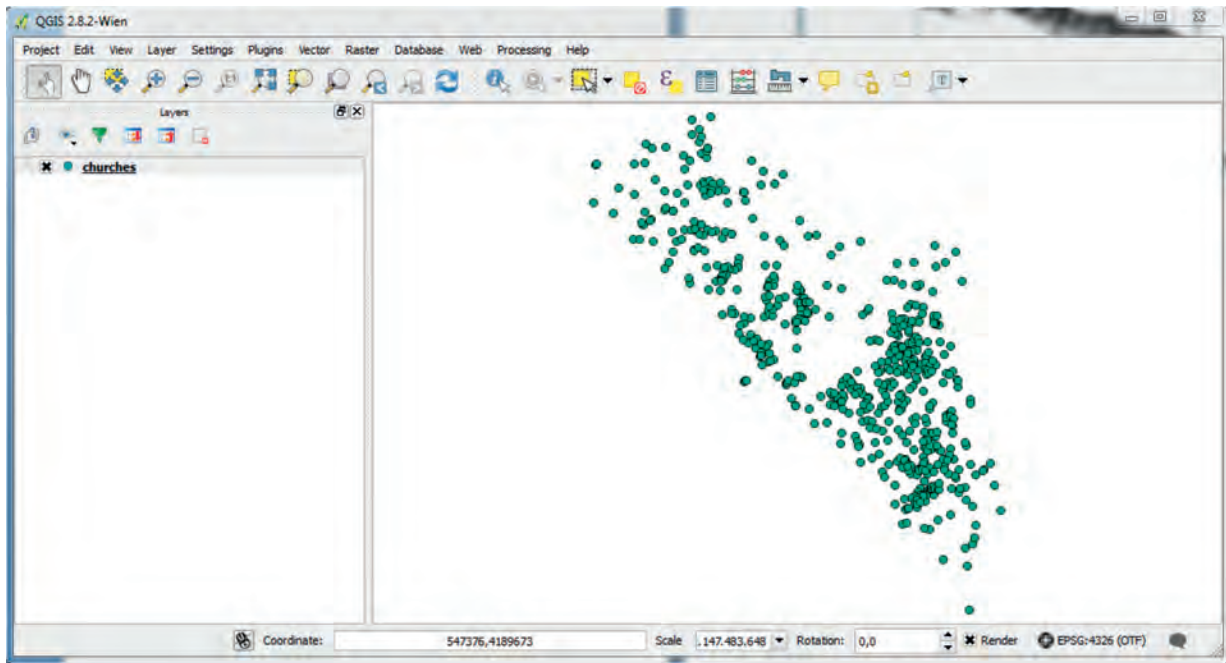 QGIS 2.8.2-Wien
Project Edit View Layer Settings Plugins Vector Raster Database Web Processing Help
Layers
churches
Coordinate: 547376,4189673 Scale .147.483.648 Rotation: 0,0 Render EPSG:4326 (OTF)